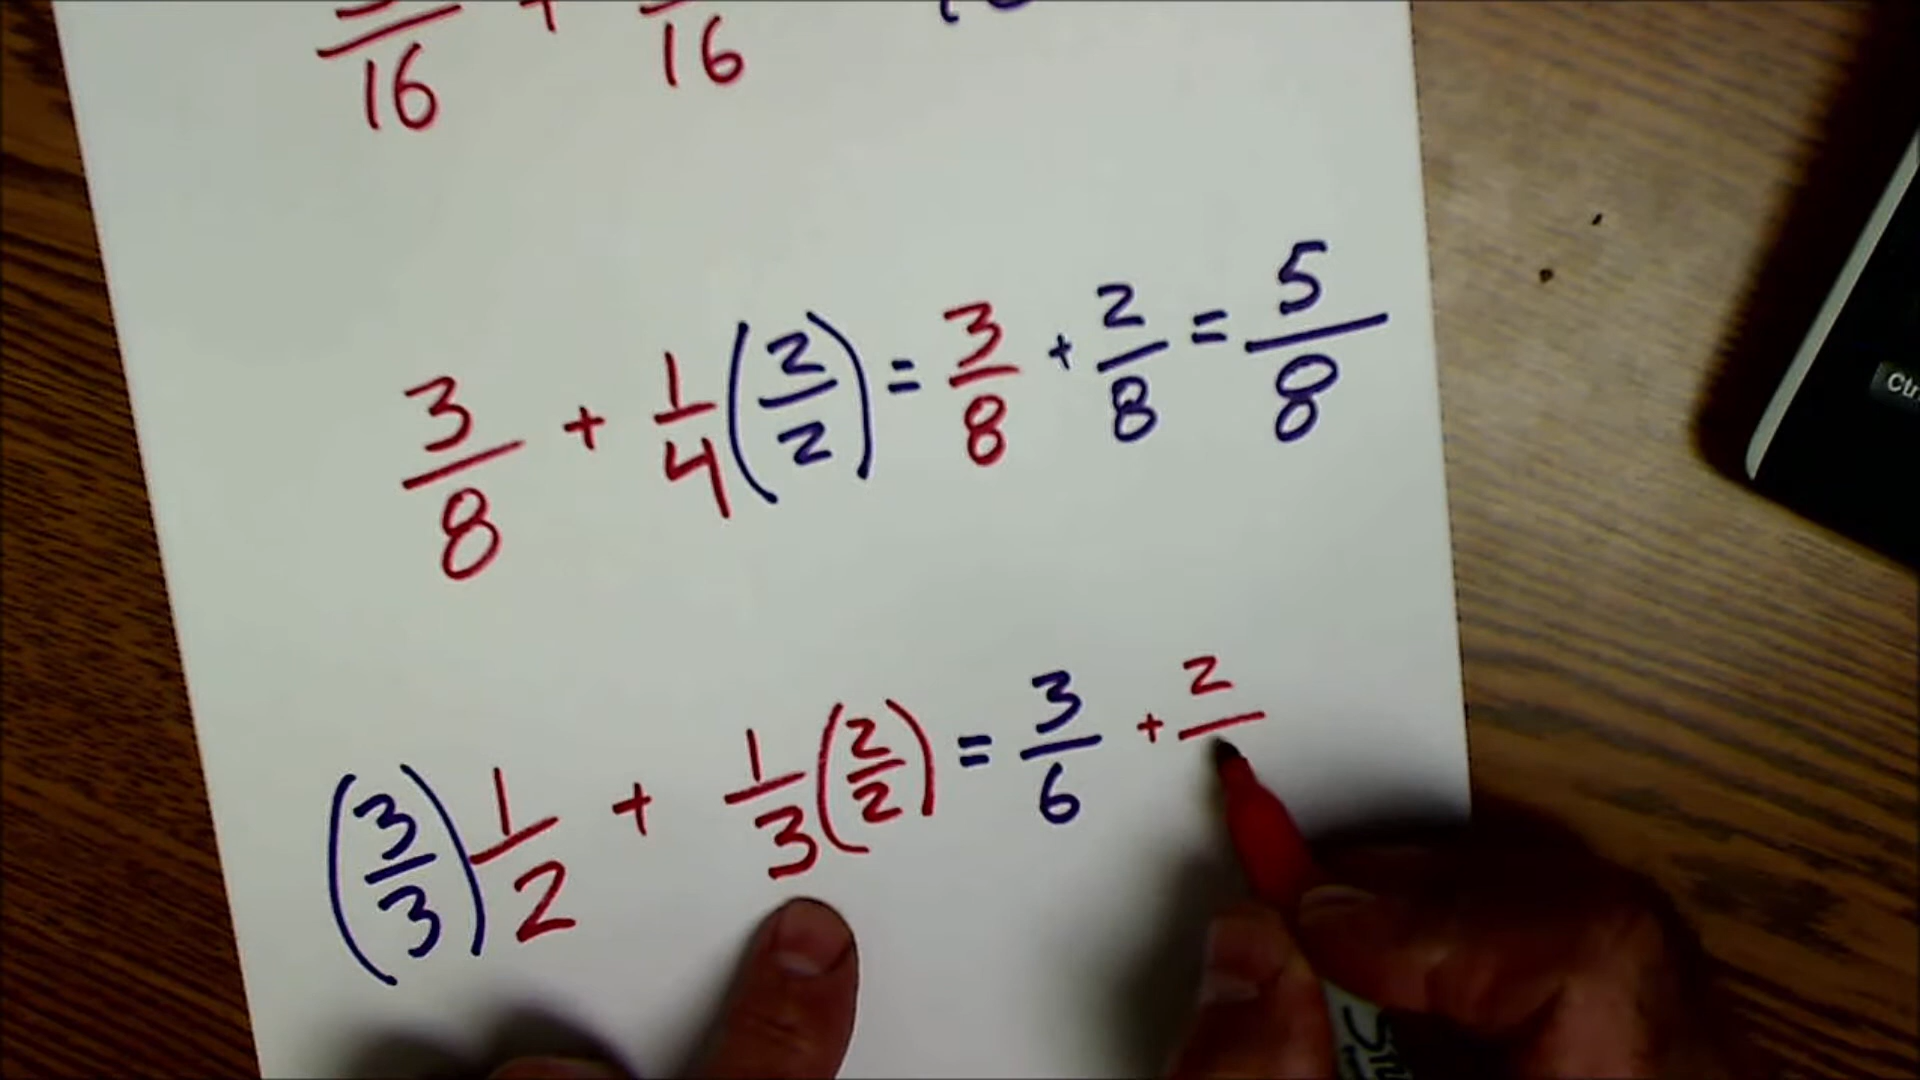 16 + 16
3/8 + 1/4 (2/2) = 3/8 + 2/8 = 5/8
(3/3) 1/2 + 1/3 (2/2) = 3/6 + 2/